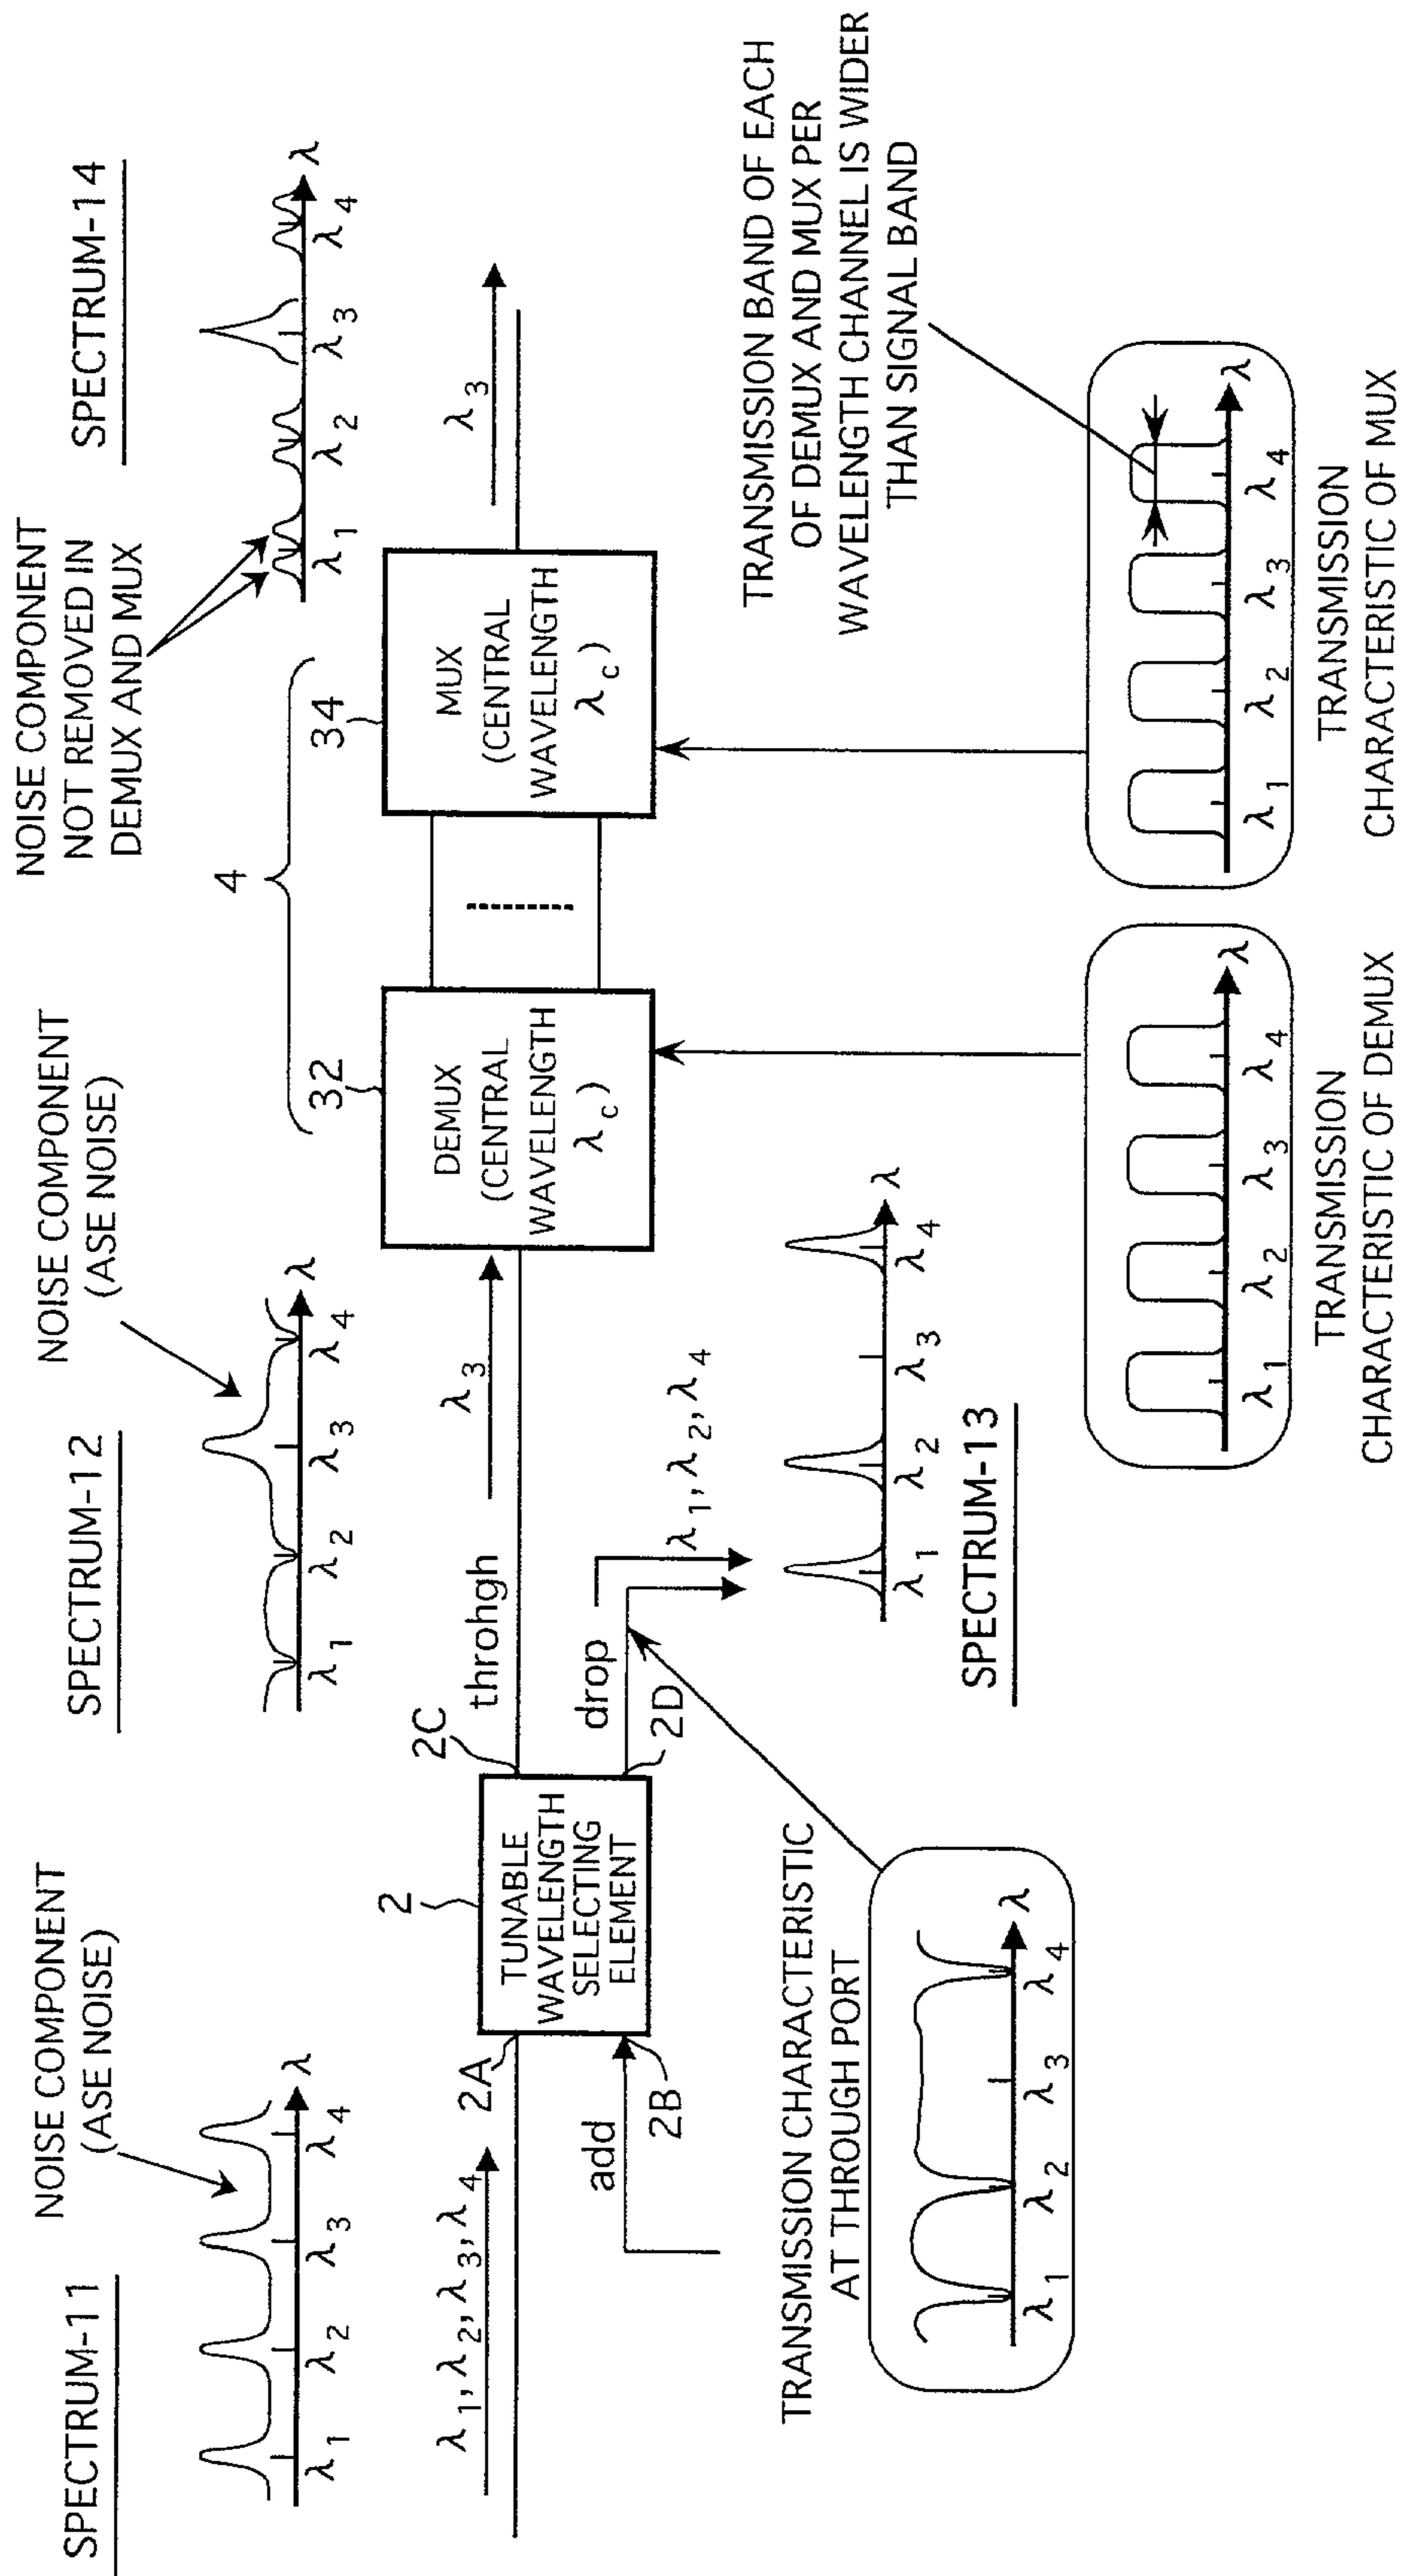 SPECTRUM-11
NOISE COMPONENT
(ASE NOISE)
λ
λ1 λ2 λ3 λ4
SPECTRUM-12
NOISE COMPONENT
(ASE NOISE)
λ
λ1 λ2 λ3 λ4
NOISE COMPONENT
NOT REMOVED IN
DEMUX AND MUX
SPECTRUM-14
λ
λ1 λ2 λ3 λ4
4
λ1, λ2, λ3, λ4
2A
add
2B
2
TUNABLE
WAVELENGTH
SELECTING
ELEMENT
2C
throhgh
drop
2D
λ3
λ1, λ2, λ4
32
DEMUX
(CENTRAL
WAVELENGTH
λc)
34
MUX
(CENTRAL
WAVELENGTH
λc)
λ3
TRANSMISSION CHARACTERISTIC
AT THROUGH PORT
λ
λ1 λ2 λ3 λ4
λ
λ1 λ2 λ3 λ4
SPECTRUM-13
TRANSMISSION BAND OF EACH
OF DEMUX AND MUX PER
WAVELENGTH CHANNEL IS WIDER
THAN SIGNAL BAND
λ
λ1 λ2 λ3 λ4
TRANSMISSION
CHARACTERISTIC OF DEMUX
λ
λ1 λ2 λ3 λ4
TRANSMISSION
CHARACTERISTIC OF MUX